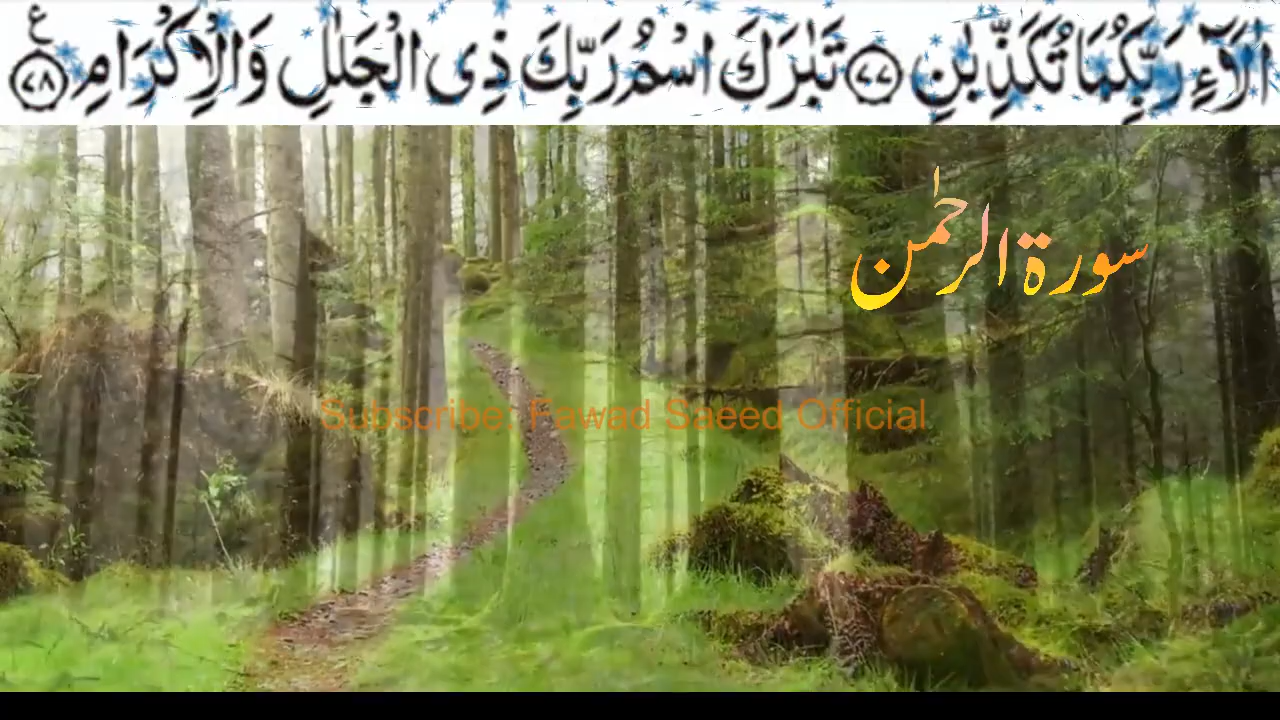 اٰلَآءِ رَبِّكُمَا تُكَذِّبٰنِ ﴿٧٧﴾ تَبٰرَكَ اسْمُ رَبِّكَ ذِی الْجَلٰلِ وَالْاِكْرَامِ ﴿٧٨﴾ ع
سورۃ الرحمٰن
Subscribe: Fawad Saeed Official